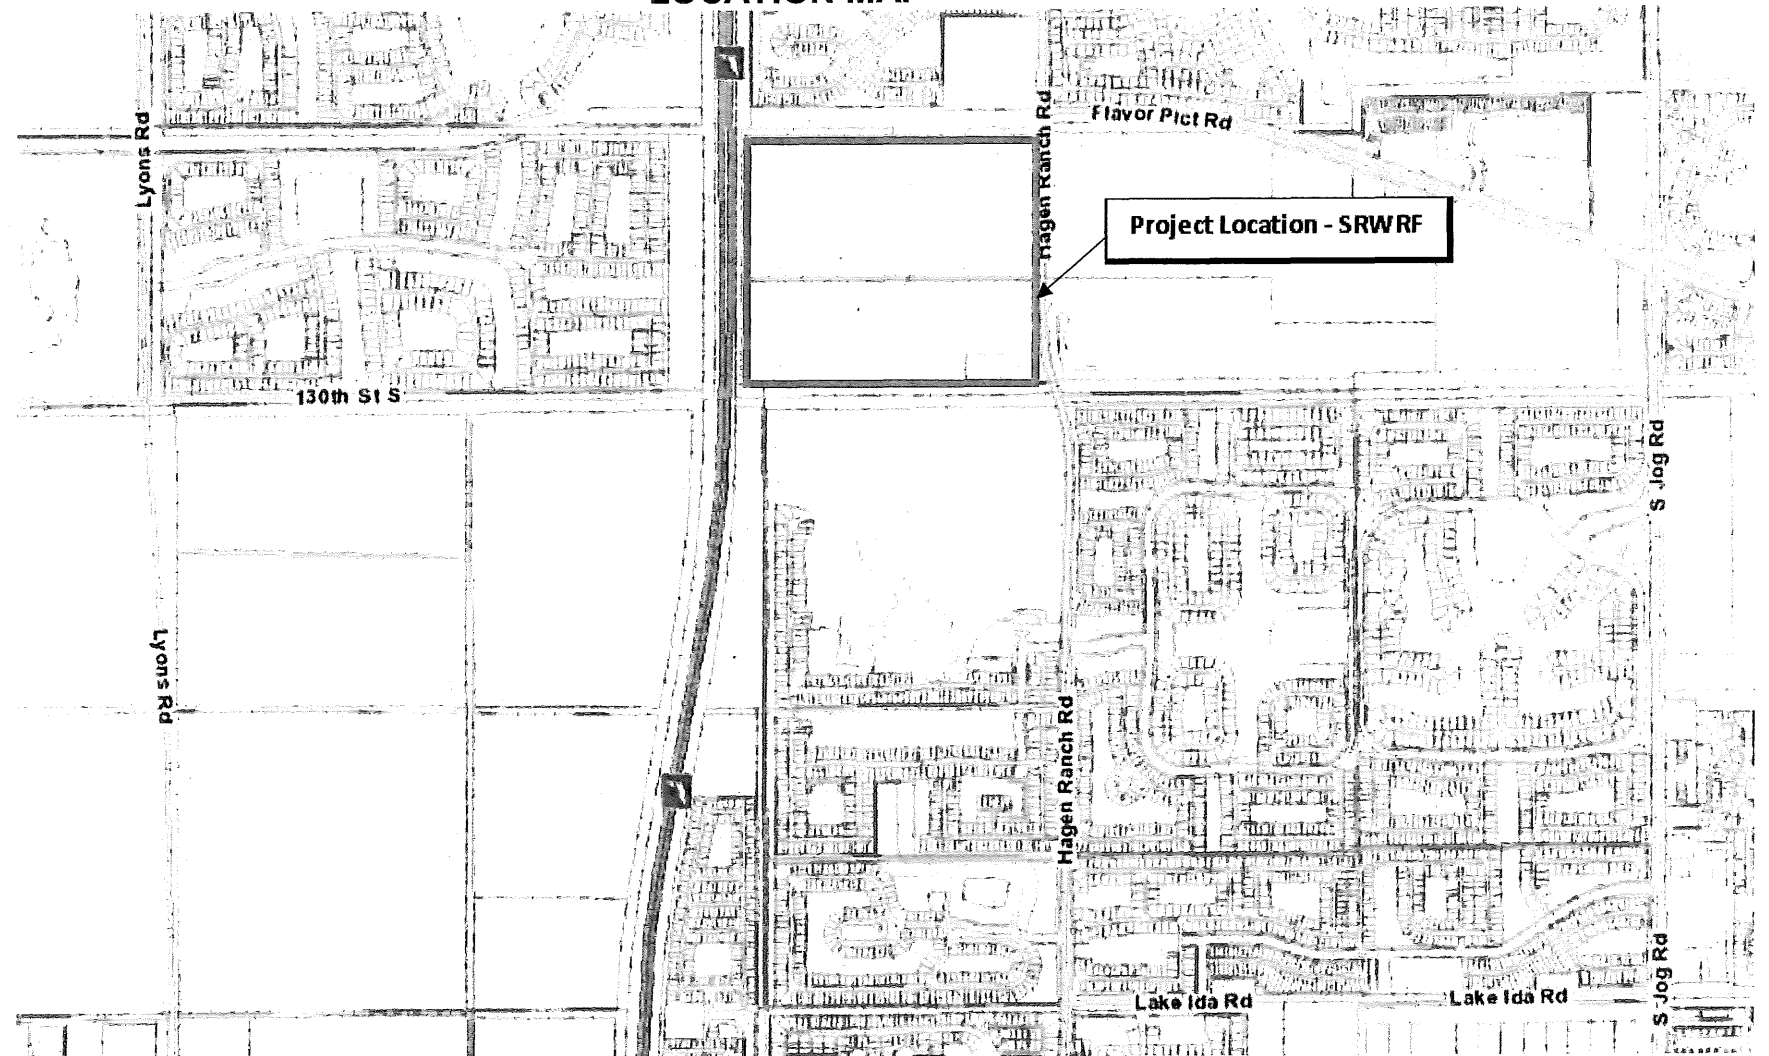 LOCATION MAP
Lyons Rd
Hagen Ranch Rd
Flavor Pict Rd
Project Location - SRWRF
130th St S
S Jog Rd
Lyons Rd
Hagen Ranch Rd
S Jog Rd
Lake Ida Rd
Lake Ida Rd